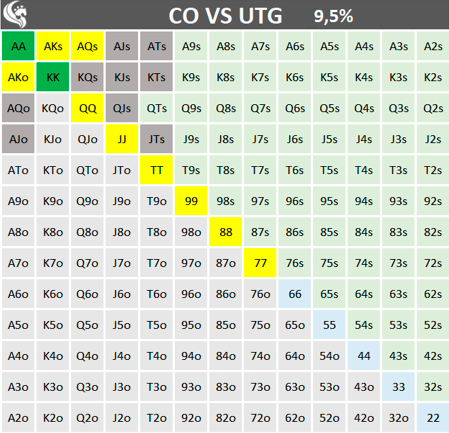 CO VS UTG 9,5%
AA AKs AQs AJs ATs A9s A8s A7s A6s A5s A4s A3s A2s
AKo KK KQs KJs KTs K9s K8s K7s K6s K5s K4s K3s K2s
AQo KQo QQ QJs QTs Q9s Q8s Q7s Q6s Q5s Q4s Q3s Q2s
AJo KJo QJo JJ JTs J9s J8s J7s J6s J5s J4s J3s J2s
ATo KTo QTo JTo TT T9s T8s T7s T6s T5s T4s T3s T2s
A9o K9o Q9o J9o T9o 99 98s 97s 96s 95s 94s 93s 92s
A8o K8o Q8o J8o T8o 98o 88 87s 86s 85s 84s 83s 82s
A7o K7o Q7o J7o T7o 97o 87o 77 76s 75s 74s 73s 72s
A6o K6o Q6o J6o T6o 96o 86o 76o 66 65s 64s 63s 62s
A5o K5o Q5o J5o T5o 95o 85o 75o 65o 55 54s 53s 52s
A4o K4o Q4o J4o T4o 94o 84o 74o 64o 54o 44 43s 42s
A3o K3o Q3o J3o T3o 93o 83o 73o 63o 53o 43o 33 32s
A2o K2o Q2o J2o T2o 92o 82o 72o 62o 52o 42o 32o 22